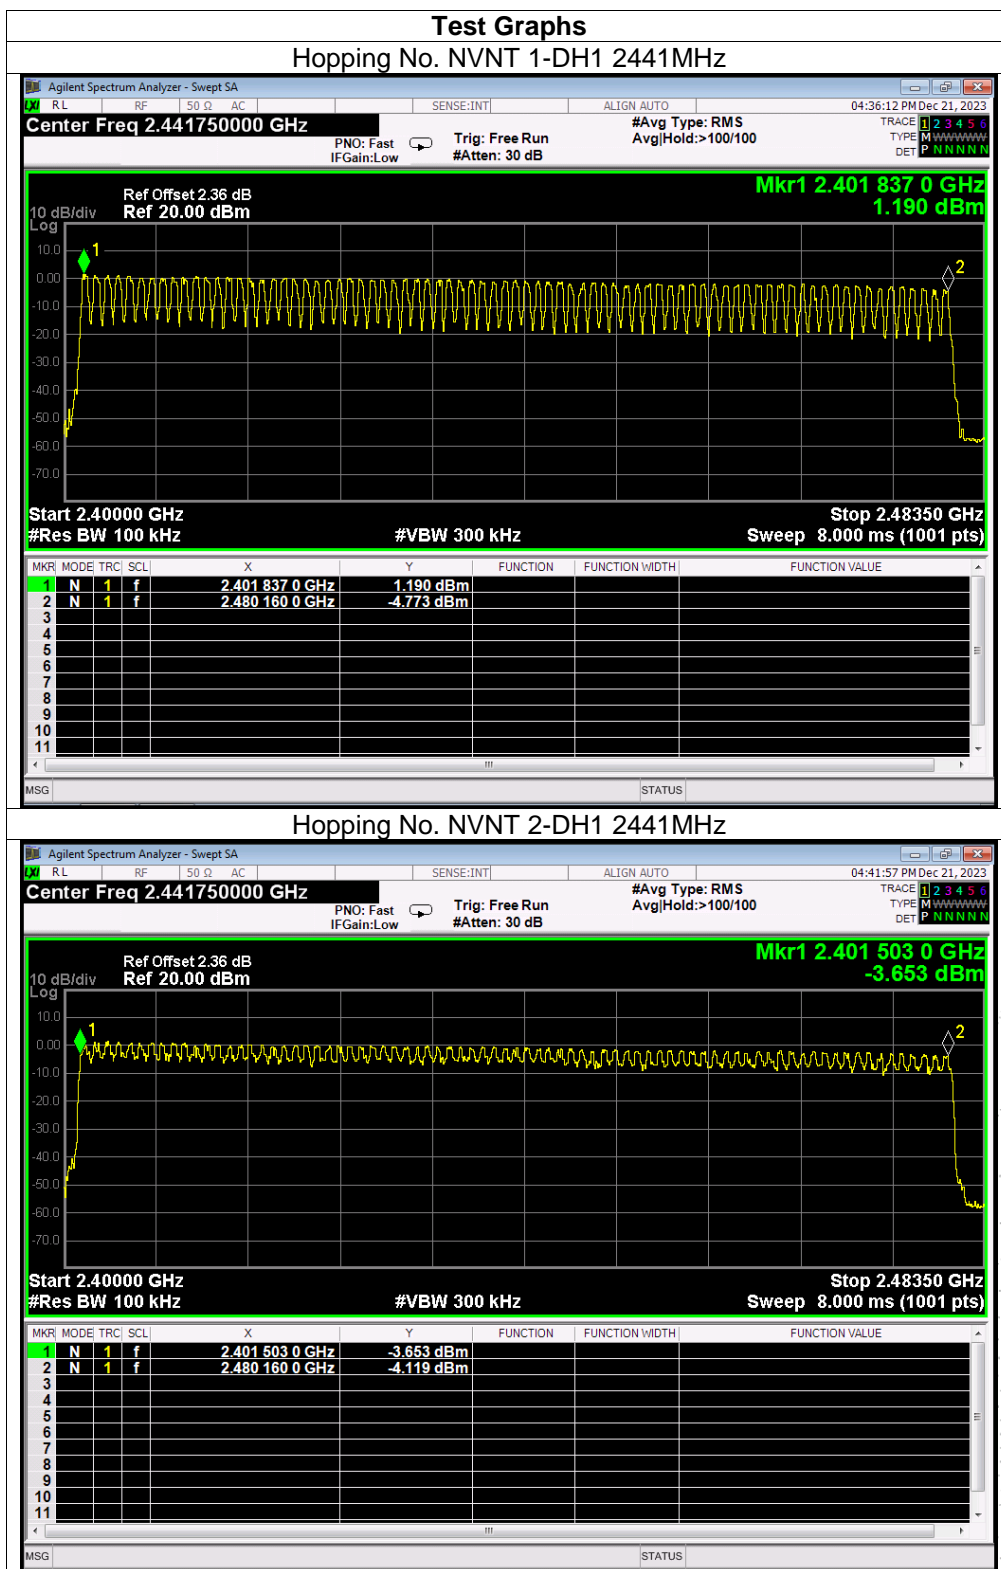 Test Graphs
Hopping No. NVNT 1-DH1 2441MHz
Agilent Spectrum Analyzer - Swept SA
LXI RL RF 50 Ω AC SENSE:INT ALIGN AUTO 04:36:12 PM Dec 21, 2023
Center Freq 2.441750000 GHz #Avg Type: RMS TRACE 1 2 3 4 5 6
PNO: Fast Trig: Free Run Avg|Hold:>100/100 TYPE M WWWWW
IFGain:Low #Atten: 30 dB DET P N N N N N
Mkr1 2.401 837 0 GHz
Ref Offset 2.36 dB
10 dB/div Ref 20.00 dBm 1.190 dBm
Log
10.0
1
2
0.00
-10.0
-20.0
-30.0
-40.0
-50.0
-60.0
-70.0
Start 2.40000 GHz Stop 2.48350 GHz
#Res BW 100 kHz #VBW 300 kHz Sweep 8.000 ms (1001 pts)
MKR MODE TRC SCL X Y FUNCTION FUNCTION WIDTH FUNCTION VALUE
1 N 1 f 2.401 837 0 GHz 1.190 dBm
2 N 1 f 2.480 160 0 GHz -4.773 dBm
3
4
5
6
7
8
9
10
11
MSG STATUS
Hopping No. NVNT 2-DH1 2441MHz
Agilent Spectrum Analyzer - Swept SA
LXI RL RF 50 Ω AC SENSE:INT ALIGN AUTO 04:41:57 PM Dec 21, 2023
Center Freq 2.441750000 GHz #Avg Type: RMS TRACE 1 2 3 4 5 6
PNO: Fast Trig: Free Run Avg|Hold:>100/100 TYPE M WWWWW
IFGain:Low #Atten: 30 dB DET P N N N N N
Mkr1 2.401 503 0 GHz
Ref Offset 2.36 dB
10 dB/div Ref 20.00 dBm -3.653 dBm
Log
10.0
1
2
0.00
-10.0
-20.0
-30.0
-40.0
-50.0
-60.0
-70.0
Start 2.40000 GHz Stop 2.48350 GHz
#Res BW 100 kHz #VBW 300 kHz Sweep 8.000 ms (1001 pts)
MKR MODE TRC SCL X Y FUNCTION FUNCTION WIDTH FUNCTION VALUE
1 N 1 f 2.401 503 0 GHz -3.653 dBm
2 N 1 f 2.480 160 0 GHz -4.119 dBm
3
4
5
6
7
8
9
10
11
MSG STATUS